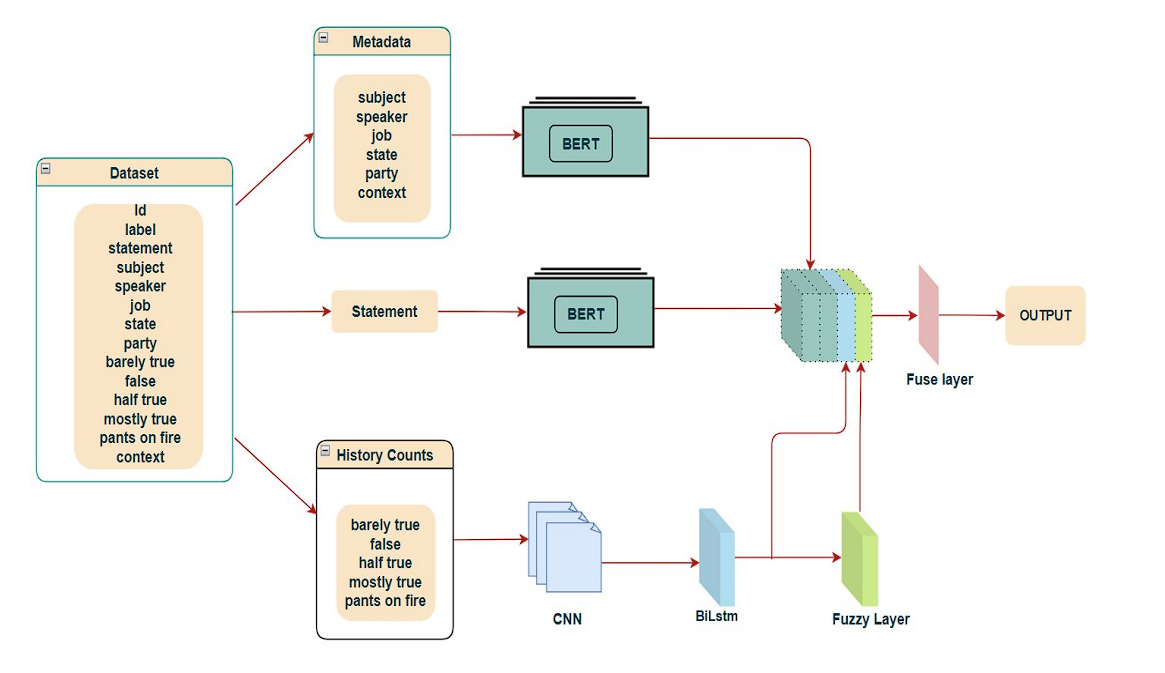 Metadata
subject
speaker
job
state
party
context
BERT
Dataset
Id
label
statement
subject
speaker
job
state
party
barely true
false
half true
mostly true
pants on fire
context
Statement
BERT
OUTPUT
Fuse layer
History Counts
barely true
false
half true
mostly true
pants on fire
CNN
BiLstm
Fuzzy Layer